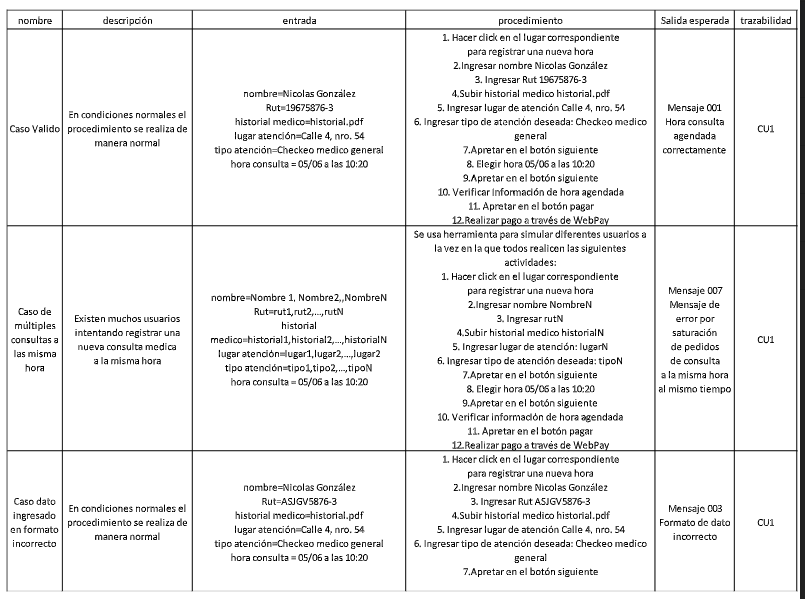 nombre
descripción
entrada
procedimiento
Salida esperada
trazabilidad
Caso Valido
En condiciones normales el
procedimiento se realiza de
manera normal
nombre=Nicolas González
Rut=19675876-3
historial medico=historial.pdf
lugar atención=Calle 4, nro. 54
tipo atención=Checkeo medico general
hora consulta = 05/06 a las 10:20
1. Hacer click en el lugar correspondiente
para registrar una nueva hora
2.Ingresar nombre Nicolas González
3. Ingresar Rut 19675876-3
4.Subir historial medico historial.pdf
5. Ingresar lugar de atención Calle 4, nro. 54
6. Ingresar tipo de atención deseada: Checkeo medico
general
7.Apretar en el botón siguiente
8. Elegir hora 05/06 a las 10:20
9.Apretar en el botón siguiente
10. Verificar información de hora agendada
11. Apretar en el botón pagar
12.Realizar pago a través de WebPay
Mensaje 001
Hora consulta
agendada
correctamente
CU1
Caso de
múltiples
consultas a
las misma
hora
Existen muchos usuarios
intentando registrar una
nueva consulta medica
a la misma hora
nombre=Nombre 1, Nombre2,,NombreN
Rut=rut1,rut2,...,rutN
historial
medico=historial1,historial2,...,historialN
lugar atención=lugar1,lugar2,...,lugar2
tipo atención=tipo1,tipo2,...,tipoN
hora consulta = 05/06 a las 10:20
Se usa herramienta para simular diferentes usuarios a
la vez en la que todos realicen las siguientes
actividades:
1. Hacer click en el lugar correspondiente
para registrar una nueva hora
2.Ingresar nombre NombreN
3. Ingresar rutN
4.Subir historial medico historialN
5. Ingresar lugar de atención: lugarN
6. Ingresar tipo de atención deseada: tipoN
7.Apretar en el botón siguiente
8. Elegir hora 05/06 a las 10:20
9.Apretar en el botón siguiente
10. Verificar información de hora agendada
11. Apretar en el botón pagar
12.Realizar pago a través de WebPay
Mensaje 007
Mensaje de
error por
saturación
de pedidos
de consulta
a la misma hora
al mismo tiempo
CU1
Caso dato
ingresado
en formato
incorrecto
En condiciones normales el
procedimiento se realiza de
manera normal
nombre=Nicolas González
Rut=ASJGV5876-3
historial medico=historial.pdf
lugar atención=Calle 4, nro. 54
tipo atención=Checkeo medico general
hora consulta = 05/06 a las 10:20
1. Hacer click en el lugar correspondiente
para registrar una nueva hora
2.Ingresar nombre Nicolas González
3. Ingresar Rut ASJGV5876-3
4.Subir historial medico historial.pdf
5. Ingresar lugar de atención Calle 4, nro. 54
6. Ingresar tipo de atención deseada: Checkeo medico
general
7.Apretar en el botón siguiente
Mensaje 003
Formato de dato
incorrecto
CU1